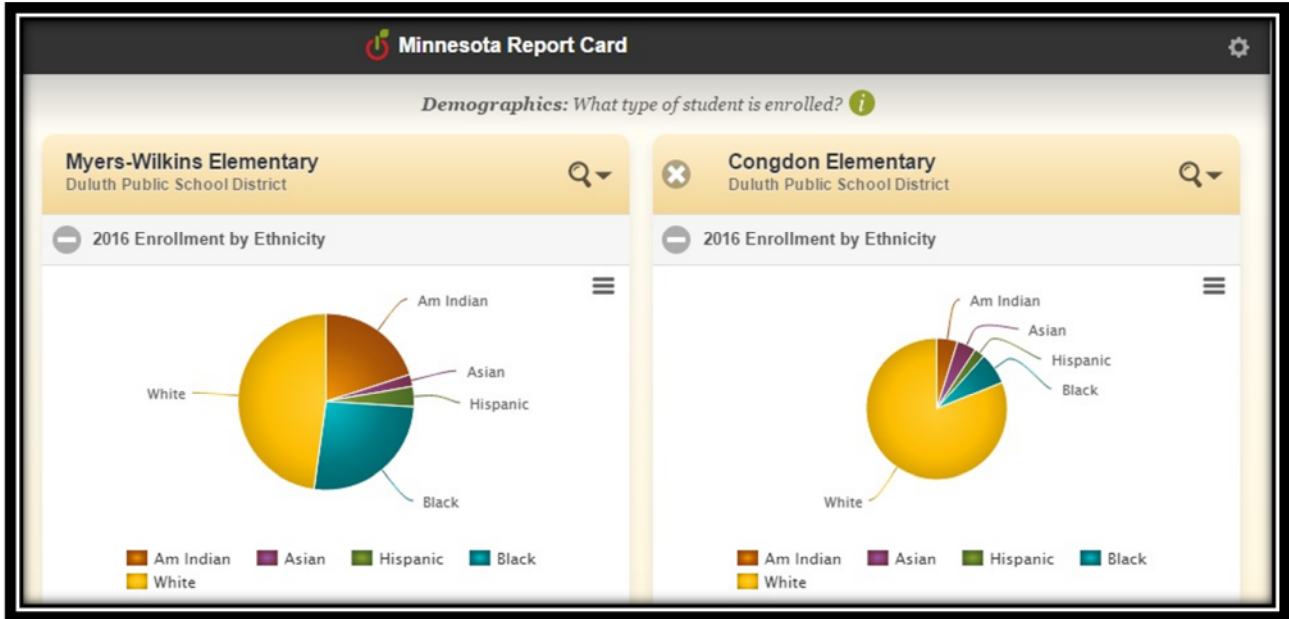 Minnesota Report Card
Demographics: What type of student is enrolled? i
Myers-Wilkins Elementary
Duluth Public School District
2016 Enrollment by Ethnicity
Am Indian
Asian
Hispanic
White
Black
Am Indian Asian Hispanic Black
White
Congdon Elementary
Duluth Public School District
2016 Enrollment by Ethnicity
Am Indian
Asian
Hispanic
Black
White
Am Indian Asian Hispanic Black
White